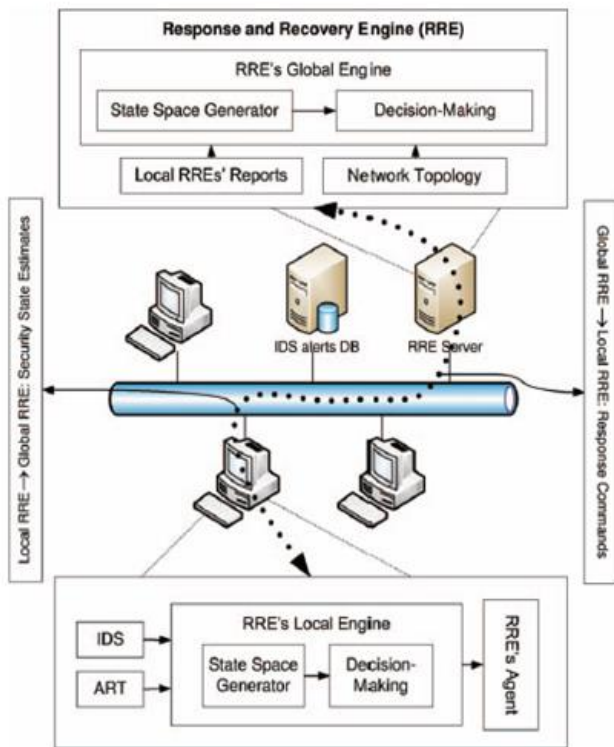 Response and Recovery Engine (RRE)
RRE's Global Engine
State Space Generator
Decision-Making
Local RREs' Reports
Network Topology
Local RRE → Global RRE: Security State Estimates
Global RRE → Local RRE: Response Commands
IDS alerts DB
RRE Server
RRE's Local Engine
IDS
ART
State Space
Generator
Decision-
Making
RRE's
Agent